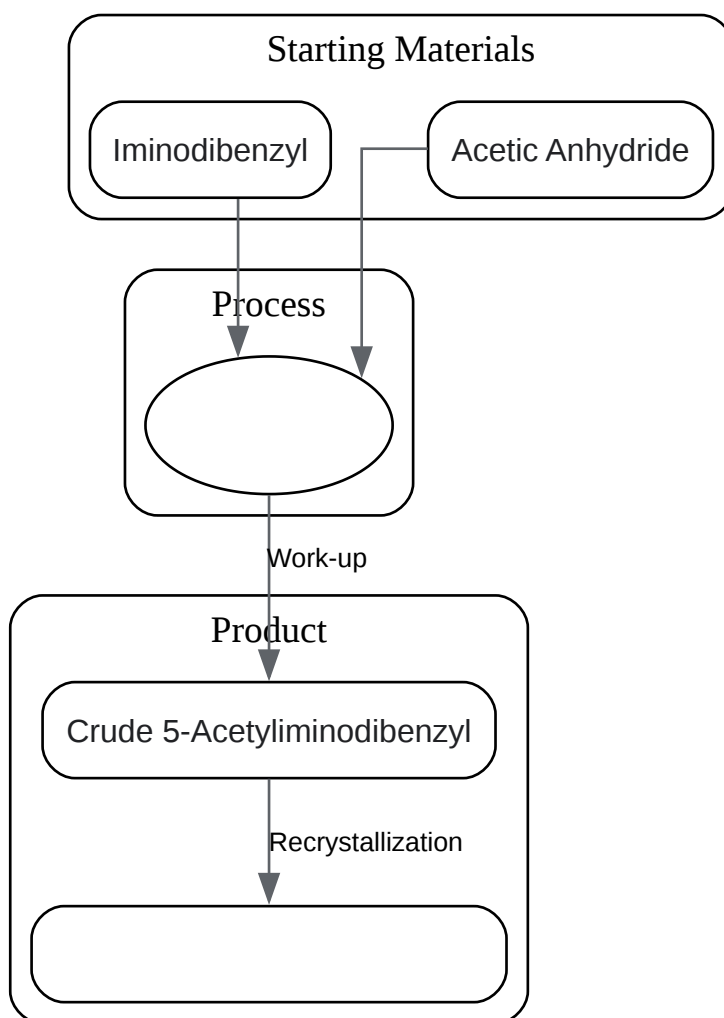 Starting Materials
Iminodibenzyl
Acetic Anhydride
Process
Work-up
Product
Crude 5-Acetyliminodibenzyl
Recrystallization